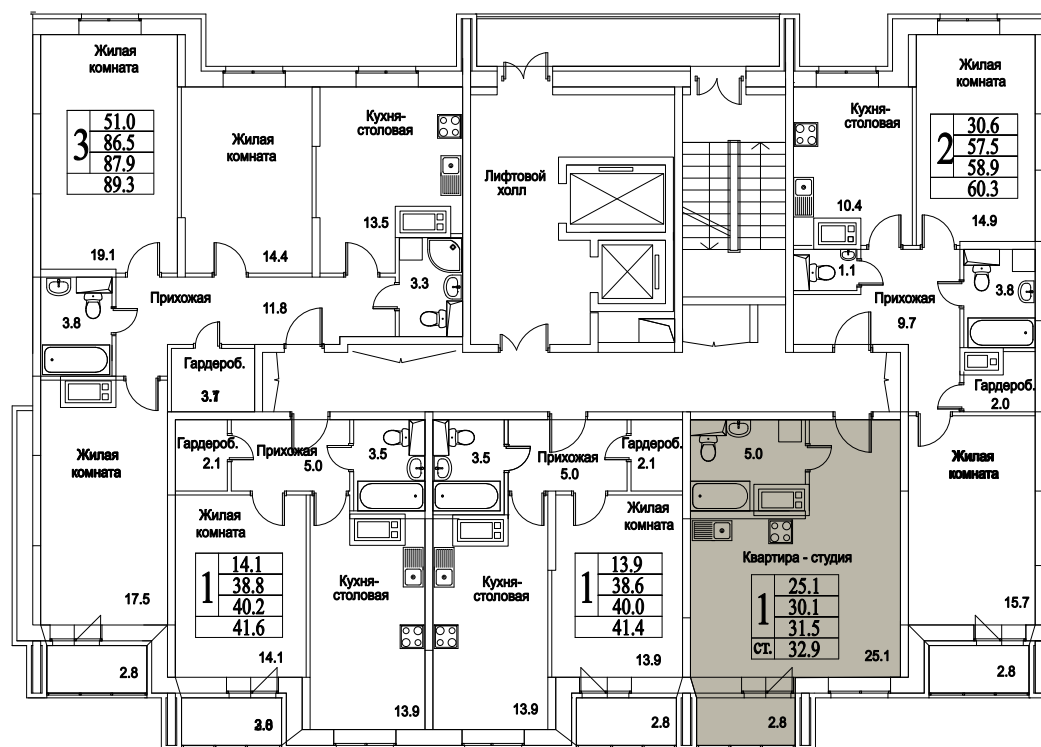 Жилая
комната
3
51.0
86.5
87.9
89.3
19.1
Жилая
комната
14.4
Кухня-
столовая
13.5
Лифтовой
холл
Кухня-
столовая
10.4
Жилая
комната
2
30.6
57.5
58.9
60.3
14.9
3.8
Прихожая
11.8
3.3
1.1
Прихожая
9.7
3.8
Гардероб.
Гардероб.
2.0
Жилая
комната
17.5
2.8
Гардероб.
2.1
Прихожая
5.0
3.5
3.5
Прихожая
5.0
Гардероб.
2.1
5.0
Жилая
комната
15.7
2.8
Жилая
комната
1
14.1
38.8
40.2
41.6
14.1
Кухня-
столовая
13.9
Кухня-
столовая
13.9
Жилая
комната
1
13.9
38.6
40.0
41.4
13.9
2.8
Квартира - студия
1
ст.
25.1
30.1
31.5
32.9
25.1
2.8